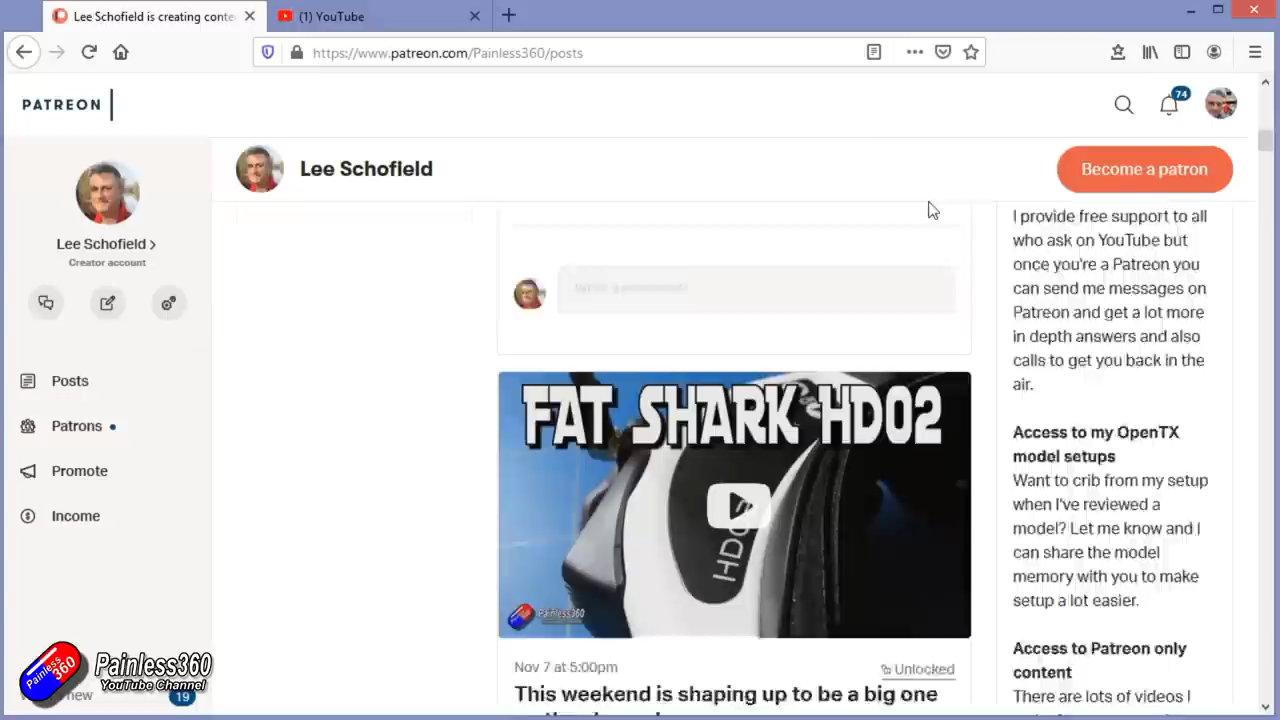 Lee Schofield is creating conte
(1) YouTube
https://www.patreon.com/Painless360/posts
PATREON
74
Lee Schofield
Become a patron
Lee Schofield
Creator account
Posts
Patrons
Promote
Income
new
19
Painless360
YouTube Channel
Painless
360
FAT SHARK HD02
HDO
Painless360
Nov 7 at 5:00pm
Unlocked
This weekend is shaping up to be a big one
I provide free support to all
who ask on YouTube but
once you're a Patreon you
can send me messages on
Patreon and get a lot more
in depth answers and also
calls to get you back in the
air.
Access to my OpenTX
model setups
Want to crib from my setup
when I've reviewed a
model? Let me know and I
can share the model
memory with you to make
setup a lot easier.
Access to Patreon only
content
There are lots of videos I